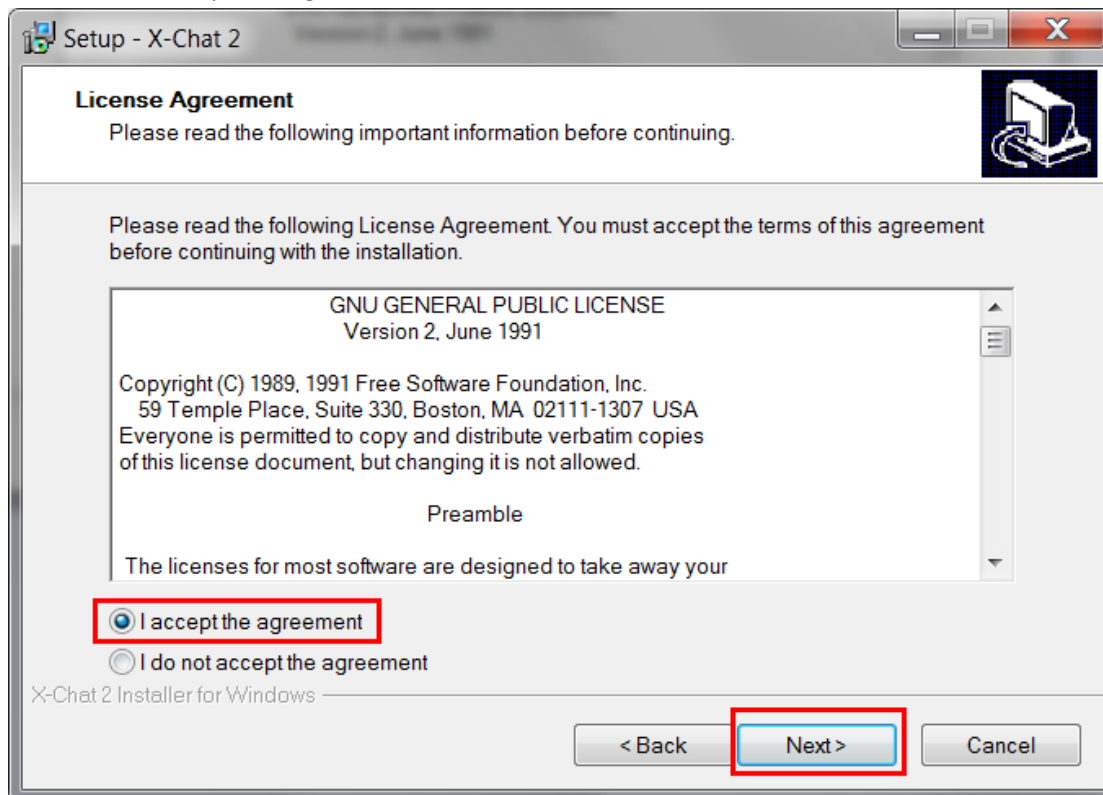 Setup - X-Chat 2
X
License Agreement
Please read the following important information before continuing.
Please read the following License Agreement. You must accept the terms of this agreement
before continuing with the installation.
GNU GENERAL PUBLIC LICENSE
Version 2, June 1991
Copyright (C) 1989, 1991 Free Software Foundation, Inc.
59 Temple Place, Suite 330, Boston, MA 02111-1307 USA
Everyone is permitted to copy and distribute verbatim copies
of this license document, but changing it is not allowed.
Preamble
The licenses for most software are designed to take away your
I accept the agreement
I do not accept the agreement
X-Chat 2 Installer for Windows
< Back Next > Cancel